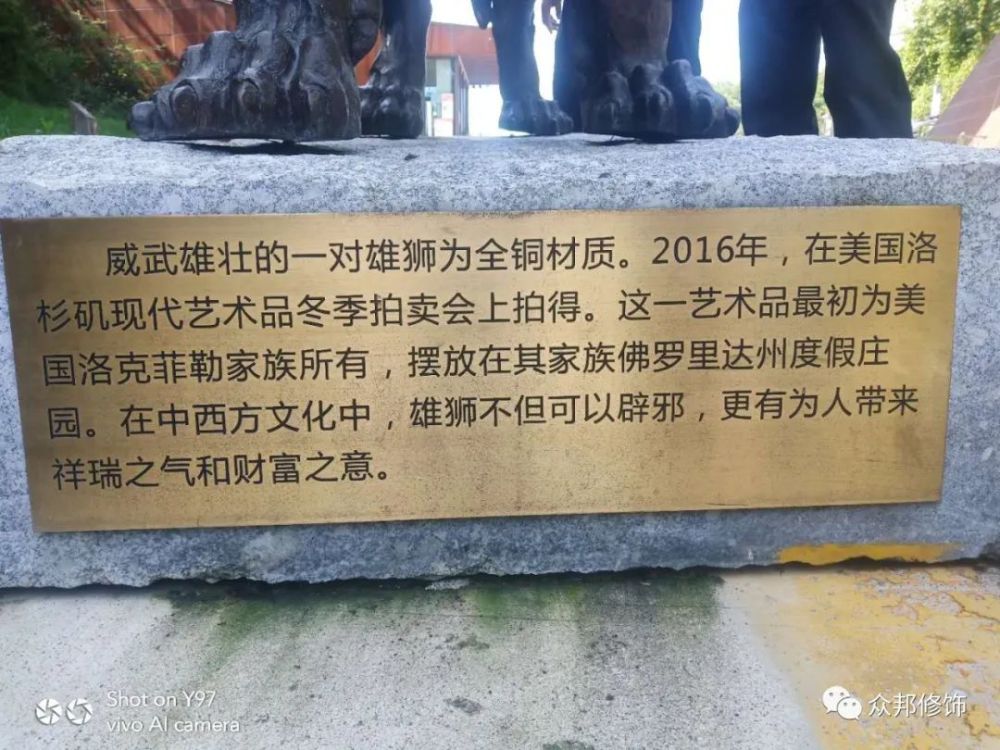 威武雄壮的一对雄狮为全铜材质。2016年，在美国洛
杉矶现代艺术品冬季拍卖会上拍得。这一艺术品最初为美
国洛克菲勒家族所有，摆放在其家族佛罗里达州度假庄
园。在中西方文化中，雄狮不但可以辟邪，更有为人带来
祥瑞之气和财富之意。
Shot on Y97
vivo AI camera
众邦修饰